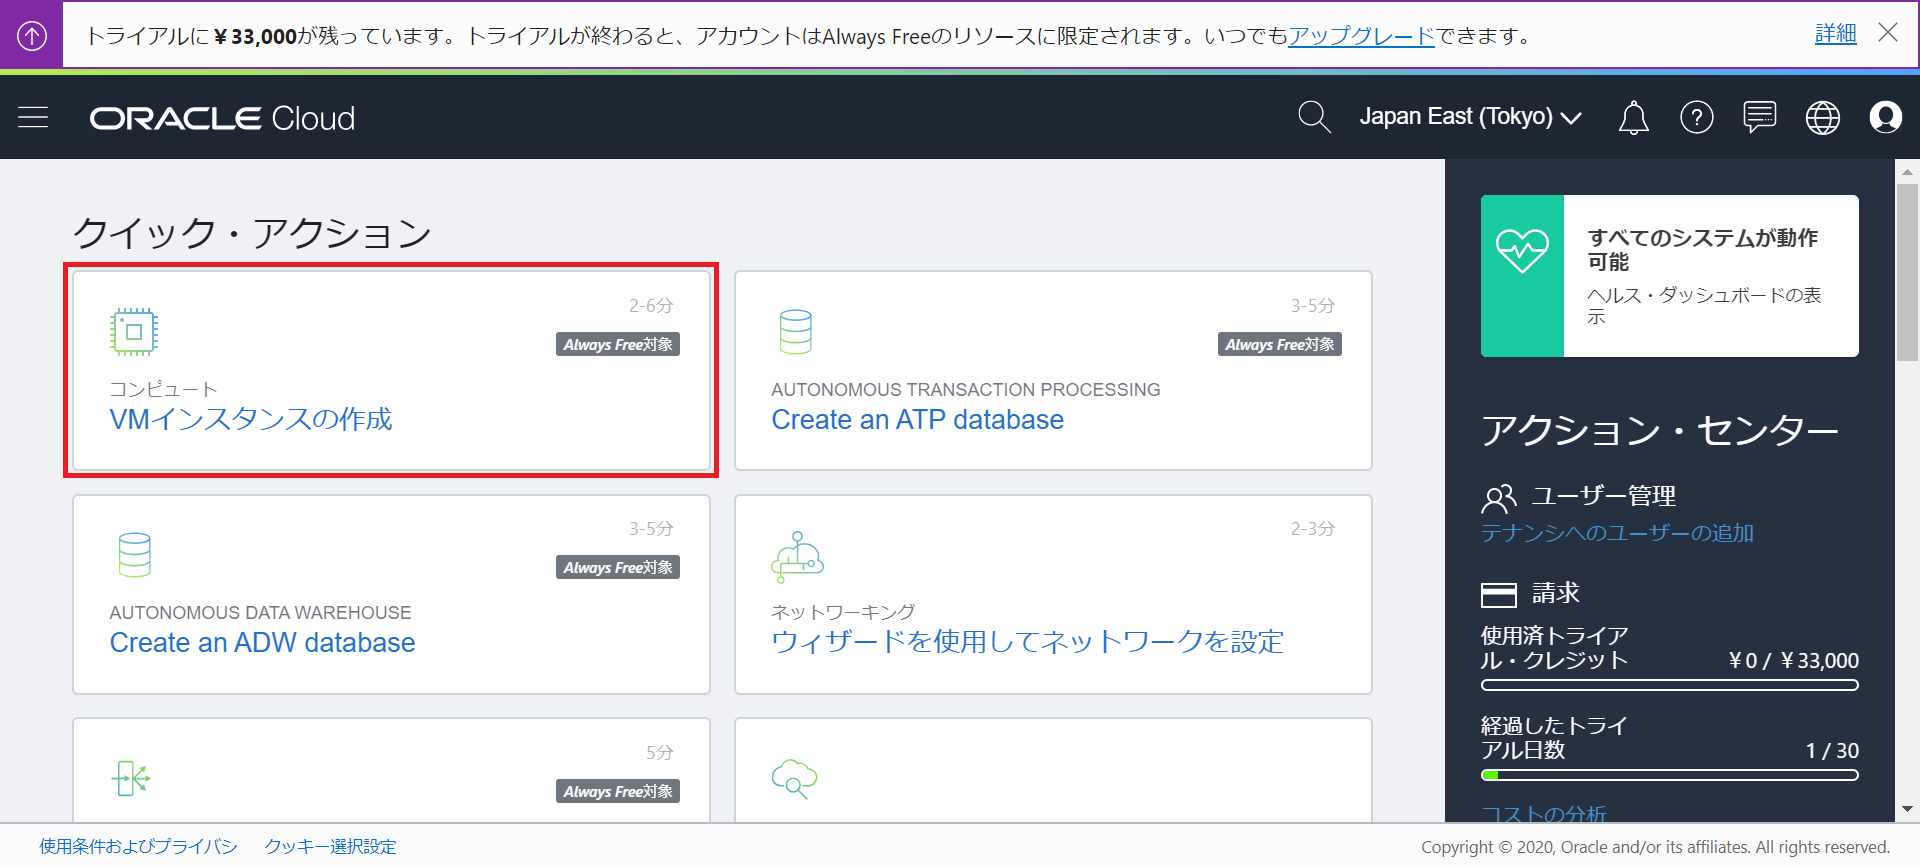 トライアルに￥33,000が残っています。トライアルが終わると、アカウントはAlways Freeのリソースに限定されます。いつでもアップグレードできます。
詳細
ORACLE Cloud
Japan East (Tokyo)
クイック・アクション
2-6分
Always Free対象
コンピュート
VMインスタンスの作成
3-5分
Always Free対象
AUTONOMOUS TRANSACTION PROCESSING
Create an ATP database
3-5分
Always Free対象
AUTONOMOUS DATA WAREHOUSE
Create an ADW database
2-3分
ネットワーキング
ウィザードを使用してネットワークを設定
5分
Always Free対象
すべてのシステムが動作
可能
ヘルス・ダッシュボードの表
示
アクション・センター
ユーザー管理
テナンシへのユーザーの追加
請求
使用済トライア
ル・クレジット
￥0 / ￥33,000
経過したトライ
アル日数
1 / 30
コストの分析
使用条件およびプライバシ
クッキー選択設定
Copyright © 2020, Oracle and/or its affiliates. All rights reserved.